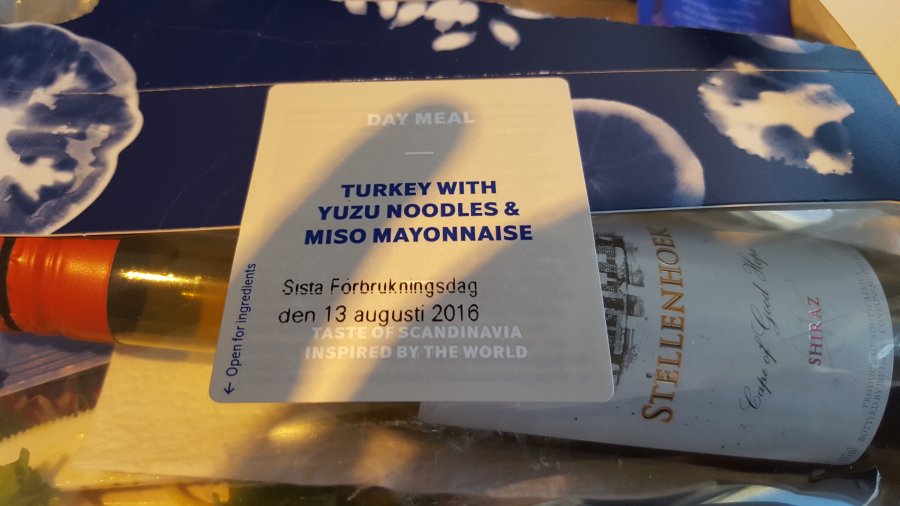 DAY MEAL
TURKEY WITH
YUZU NOODLES &
MISO MAYONNAISE
Sista Förbrukningsdag
den 13 augusti 2016
TASTE OF SCANDINAVIA
INSPIRED BY THE WORLD
← Open for ingredients
STELLENHOEK
Cape of Good Hope
SHIRAZ